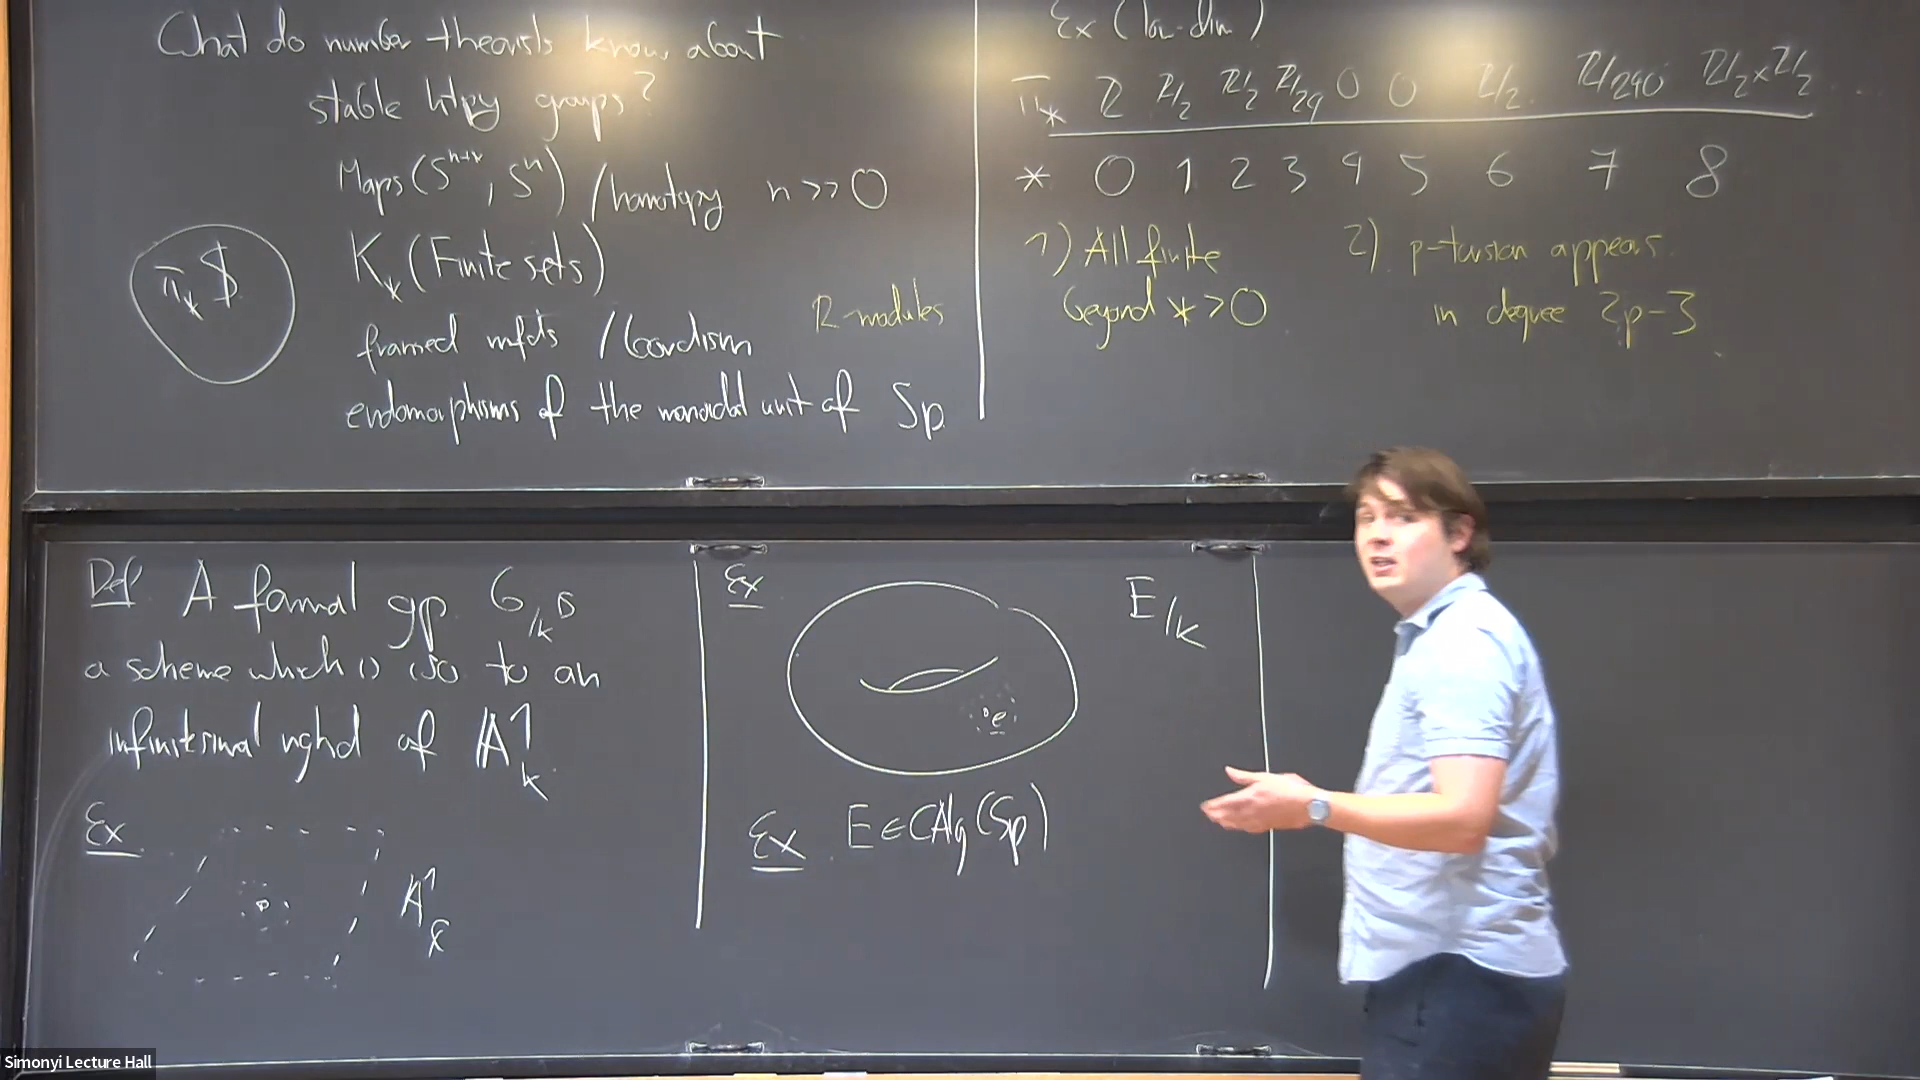 What do number theorists know about
stable htpy groups?
Maps(S^{n+*}, S^n) /homotopy n>>0
π_* 𝕊
K_*(Finite sets)
framed mfds /bordism
ℤ-modules
endomorphisms of the monoidal unit of Sp
Ex (low-dim)
π_* ℤ ℤ/2 ℤ/2 ℤ/24 0 0 ℤ/2 ℤ/240 ℤ/2×ℤ/2 ...
* 0 1 2 3 4 5 6 7 8
1) All finite
beyond *>0
2) p-torsion appears
in degree 2p-3
Def A formal gp. G/k is
a scheme which is iso to an
infinitesimal nghd of 𝔸^1_k.
Ex
𝔸^1
Ex
E/k
e
Ex E∈CAlg(Sp)
Simonyi Lecture Hall